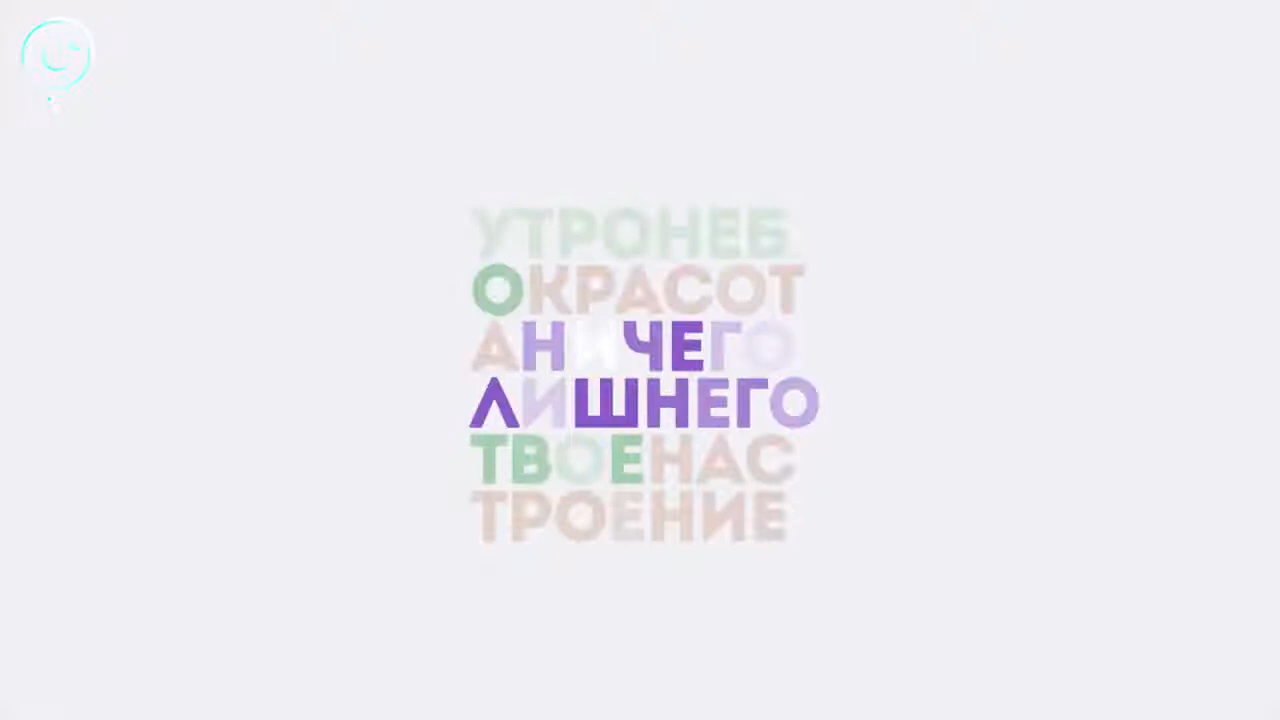 УТРОНЕБ
ОКРАСОТ
АНИЧЕГО
ЛИШНЕГО
ТВОЕНАС
ТРОЕНИЕ